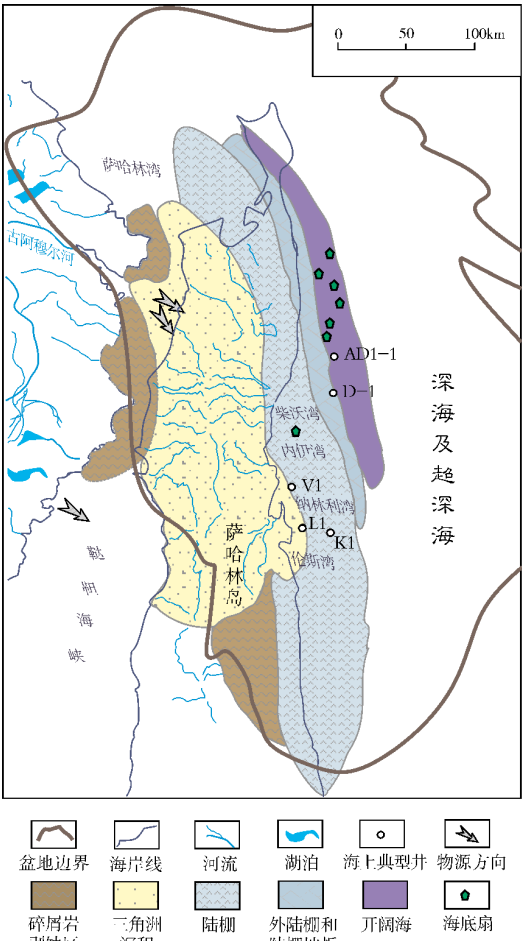 0 50 100km
萨哈林湾
古阿穆尔河
AD1-1
D-1
深海及超深海
柴沃湾
内伊湾
V1
纳林利湾
L1
K1
萨哈林岛
伦斯湾
鞑靼海峡
盆地边界 海岸线 河流 湖泊 海上典型井 物源方向
碎屑岩 三角洲 陆棚 外陆棚和 开阔海 海底扇